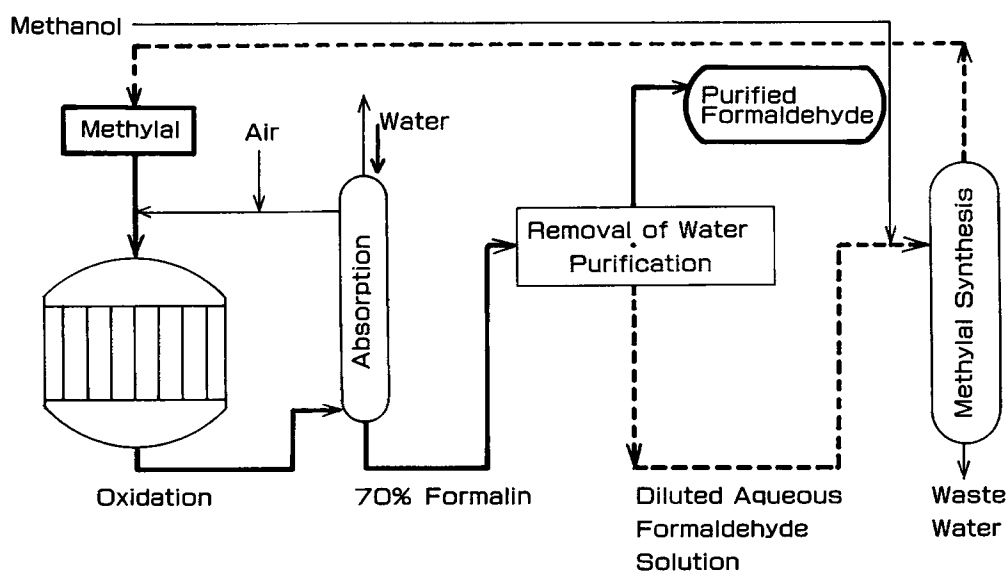 Methanol
Purified
Formaldehyde
Methylal
Air
Water
Removal of Water
Purification
Absorption
Methylal Synthesis
Oxidation
70% Formalin
Diluted Aqueous
Formaldehyde
Solution
Waste
Water